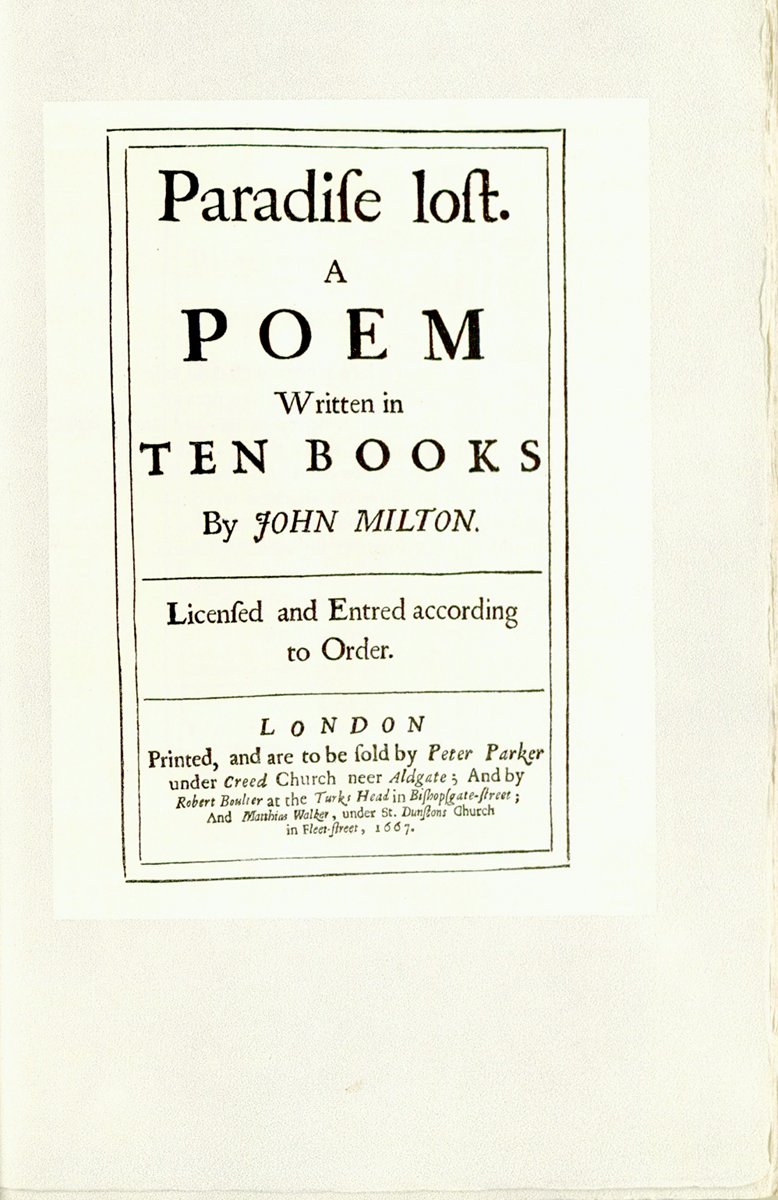 Paradiſe loſt.
A
POEM
Written in
TEN BOOKS
By JOHN MILTON.
Licenſed and Entred according
to Order.
LONDON
Printed, and are to be ſold by Peter Parker
under Creed Church neer Aldgate; And by
Robert Boulter at the Turks Head in Biſhopſgate-ſtreet;
And Matthias Walker, under St. Dunſtons Church
in Fleet-ſtreet, 1667.